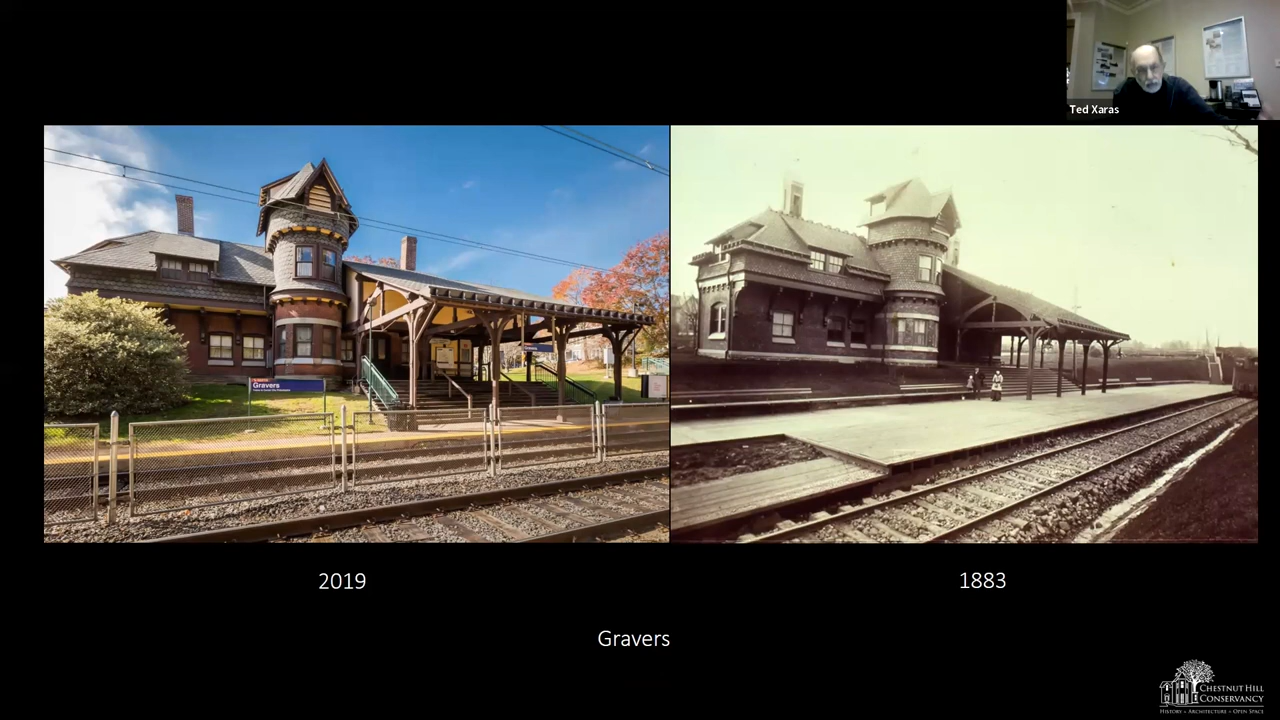 Ted Xaras
Gravers
2019
1883
Gravers
CHESTNUT HILL
CONSERVANCY
HISTORY • ARCHITECTURE • OPEN SPACE